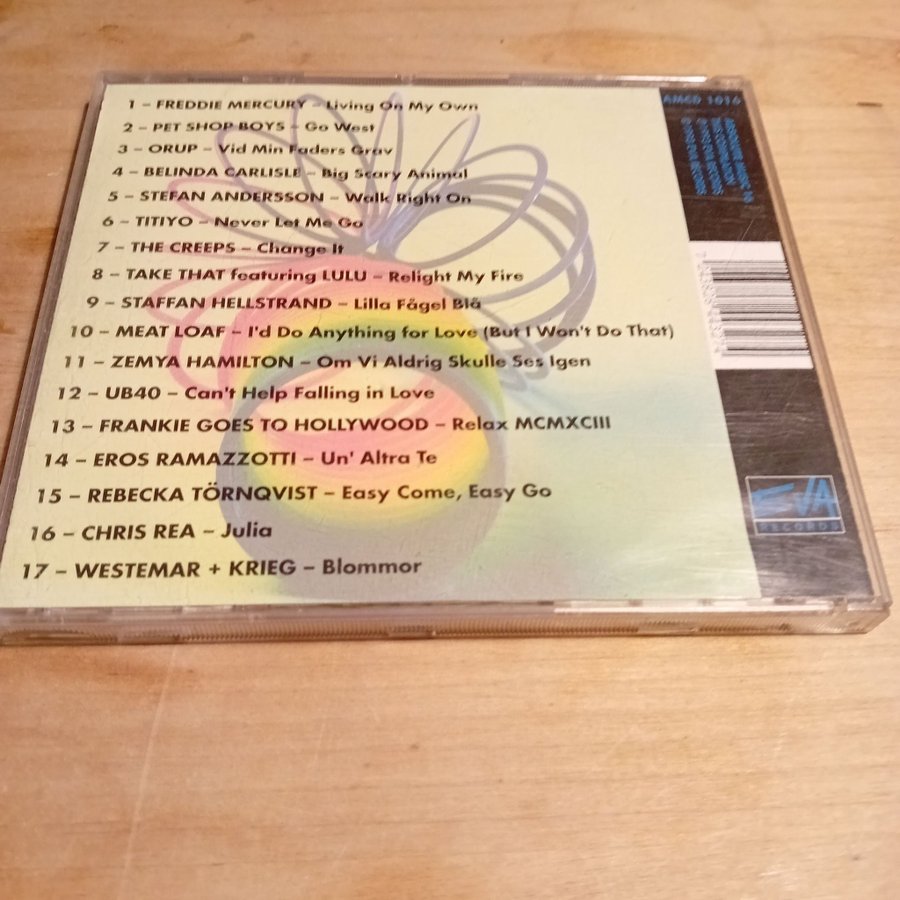 1 – FREDDIE MERCURY – Living On My Own
2 – PET SHOP BOYS – Go West
3 – ORUP – Vid Min Faders Grav
4 – BELINDA CARLISLE – Big Scary Animal
5 – STEFAN ANDERSSON – Walk Right On
6 – TITIYO – Never Let Me Go
7 – THE CREEPS – Change It
8 – TAKE THAT featuring LULU – Relight My Fire
9 – STAFFAN HELLSTRAND – Lilla Fågel Blå
10 – MEAT LOAF – I'd Do Anything for Love (But I Won't Do That)
11 – ZEMYA HAMILTON – Om Vi Aldrig Skulle Ses Igen
12 – UB40 – Can't Help Falling in Love
13 – FRANKIE GOES TO HOLLYWOOD – Relax MCMXCIII
14 – EROS RAMAZZOTTI – Un' Altra Te
15 – REBECKA TÖRNQVIST – Easy Come, Easy Go
16 – CHRIS REA – Julia
17 – WESTEMAR + KRIEG – Blommor
AMCD 1016
EVA
RECORDS